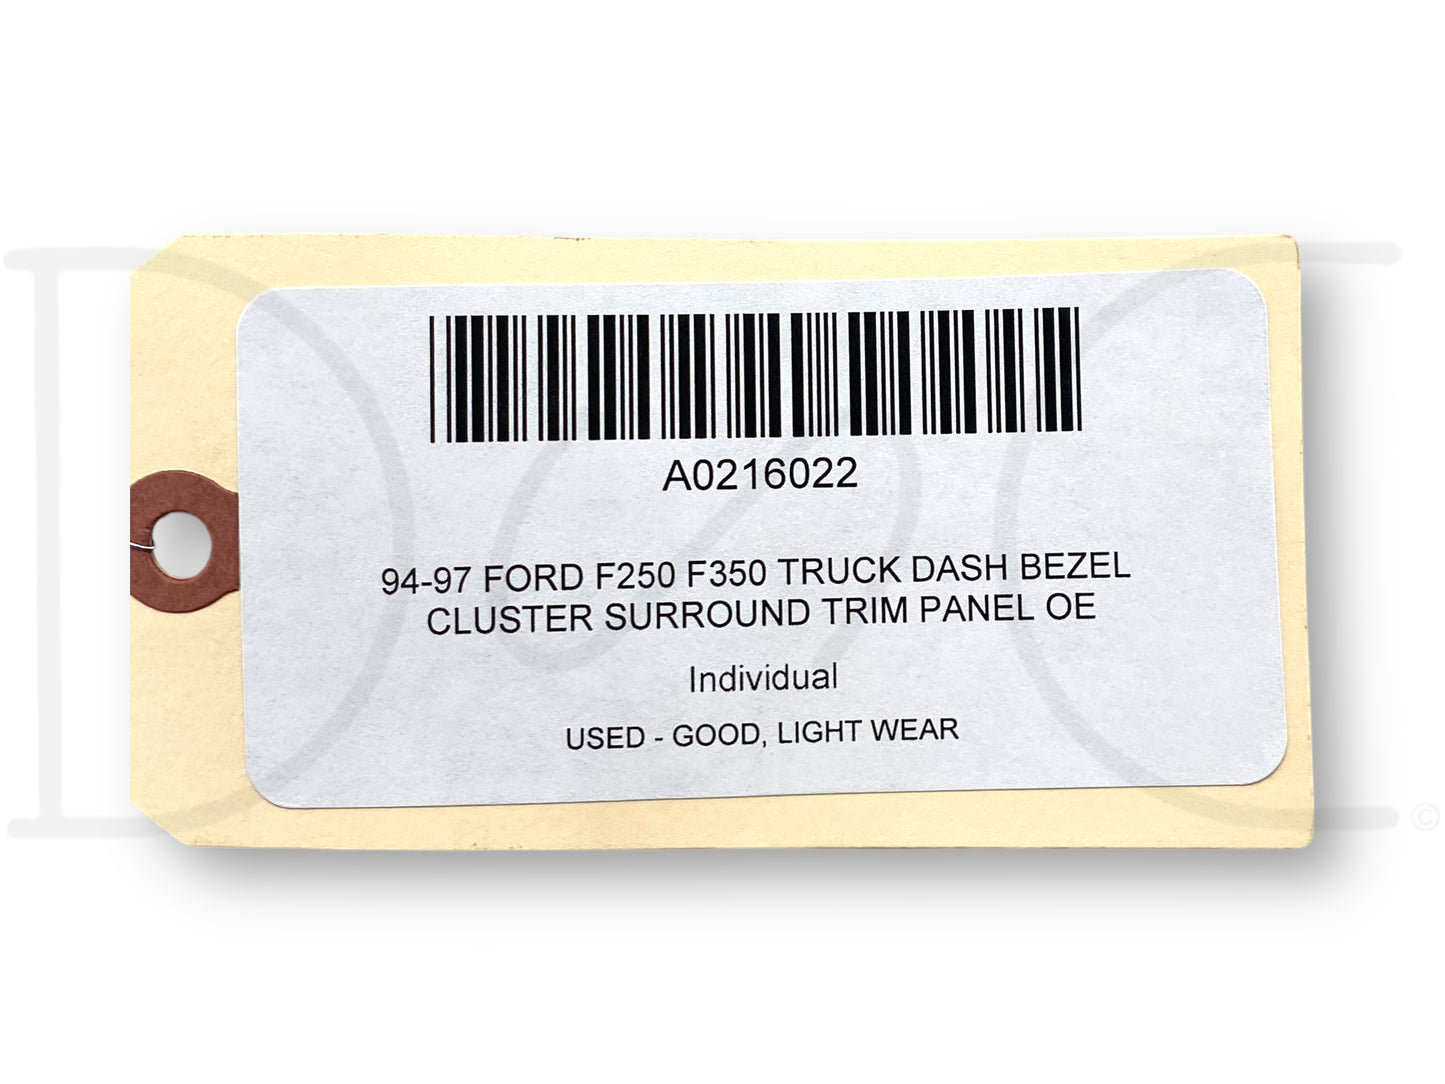 A0216022
94-97 FORD F250 F350 TRUCK DASH BEZEL
CLUSTER SURROUND TRIM PANEL OE
Individual
USED - GOOD, LIGHT WEAR
©